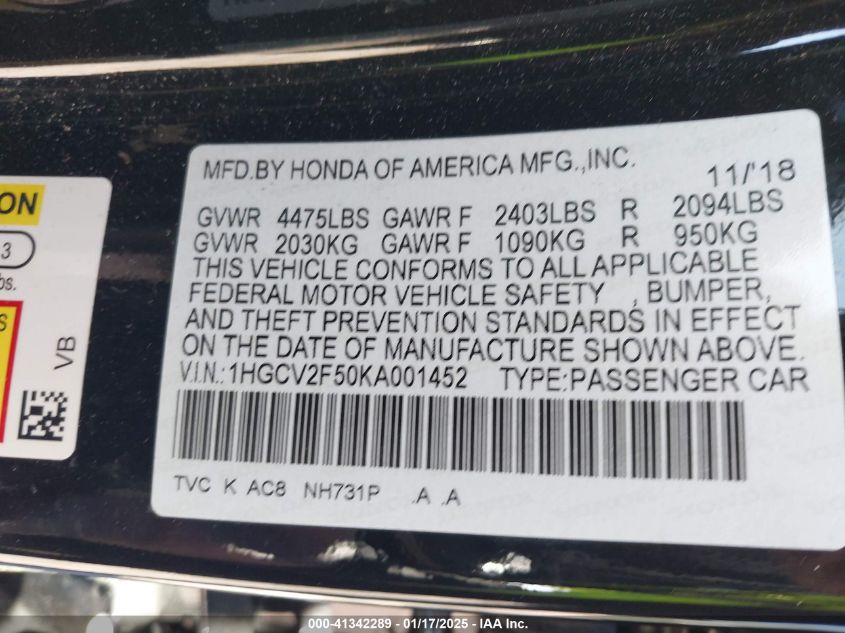 MFD.BY HONDA OF AMERICA MFG.,INC. 11/'18
GVWR 4475LBS GAWR F 2403LBS R 2094LBS
GVWR 2030KG GAWR F 1090KG R 950KG
THIS VEHICLE CONFORMS TO ALL APPLICABLE
FEDERAL MOTOR VEHICLE SAFETY , BUMPER,
AND THEFT PREVENTION STANDARDS IN EFFECT
ON THE DATE OF MANUFACTURE SHOWN ABOVE.
V.I.N.: 1HGCV2F50KA001452 TYPE:PASSENGER CAR
TVC K AC8 NH731P .A .A
ON
3
bs.
S
VB
000-41342289 - 01/17/2025 - IAA Inc.